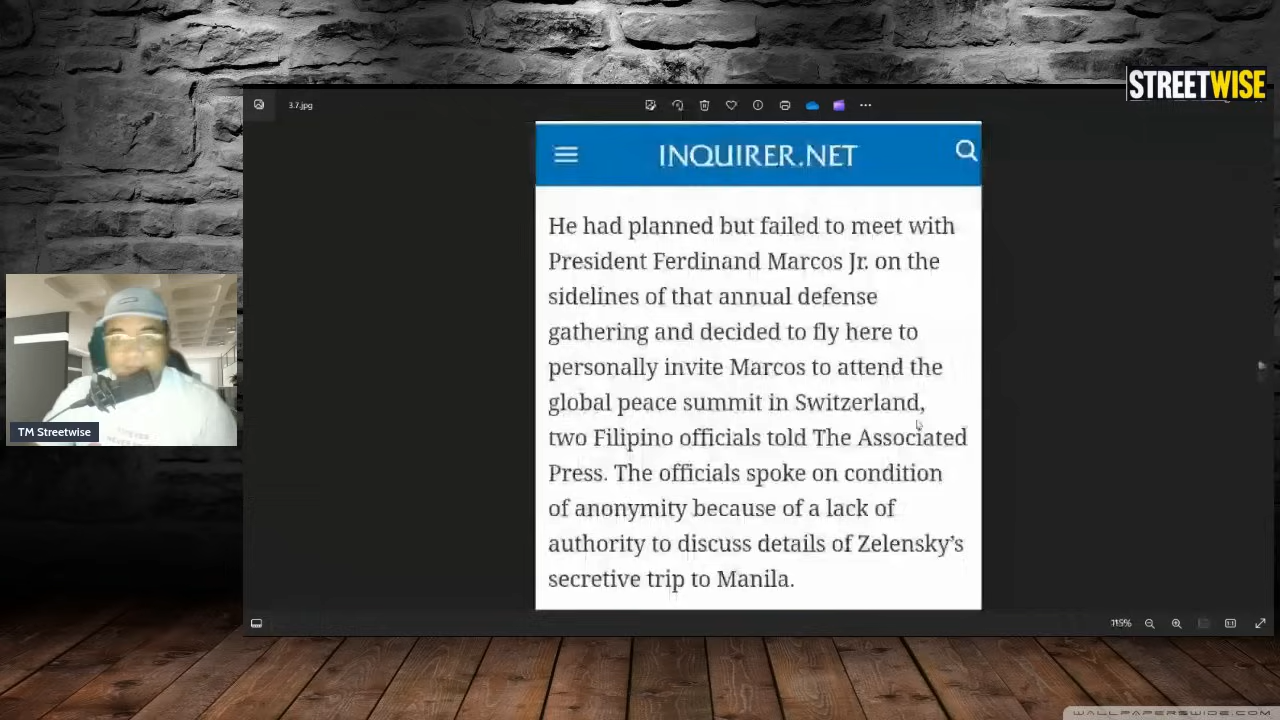 STREETWISE
3.7.jpg
INQUIRER.NET
He had planned but failed to meet with
President Ferdinand Marcos Jr. on the
sidelines of that annual defense
gathering and decided to fly here to
personally invite Marcos to attend the
global peace summit in Switzerland,
two Filipino officials told The Associated
Press. The officials spoke on condition
of anonymity because of a lack of
authority to discuss details of Zelensky’s
secretive trip to Manila.
TM Streetwise
WALLPAPERSWIDE.COM